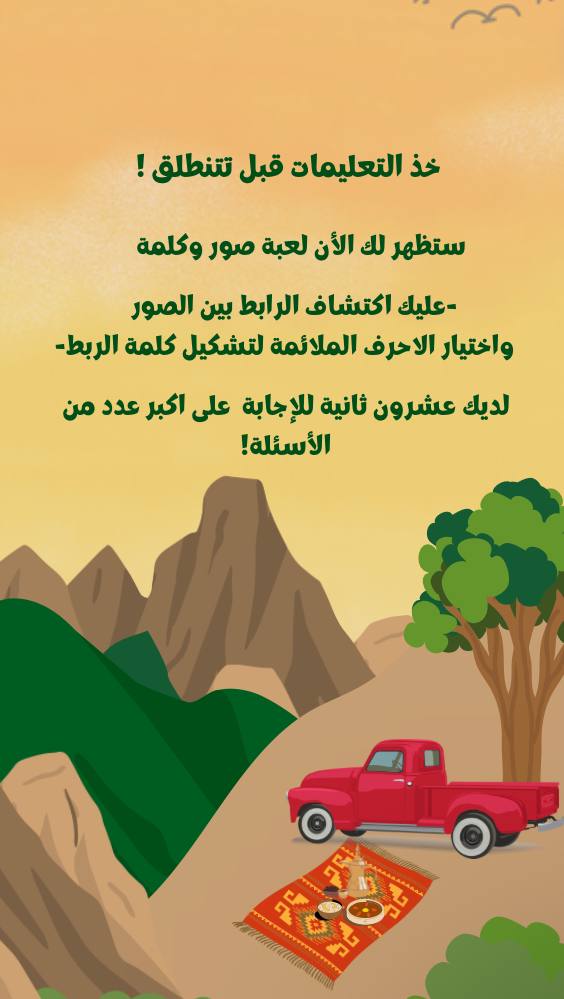 خذ التعليمات قبل تتنطلق !
ستظهر لك الأن لعبة صور وكلمة
-عليك اكتشاف الرابط بين الصور
واختيار الاحرف الملائمة لتشكيل كلمة الربط-
لديك عشرون ثانية للإجابة على اكبر عدد من
الأسئلة!